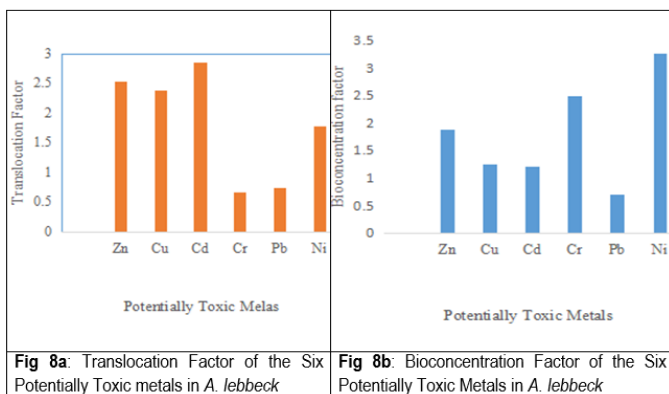 3
2.5
2
1.5
1
0.5
0
Translocation Factor
Zn Cu Cd Cr Pb Ni
Potentially Toxic Melas
Fig 8a: Translocation Factor of the Six
Potentially Toxic metals in A. lebbeck
3.5
3
2.5
2
1.5
1
0.5
0
Bioconcentration factor
Zn Cu Cd Cr Pb Ni
Potentially Toxic Metals
Fig 8b: Bioconcentration Factor of the Six
Potentially Toxic Metals in A. lebbeck